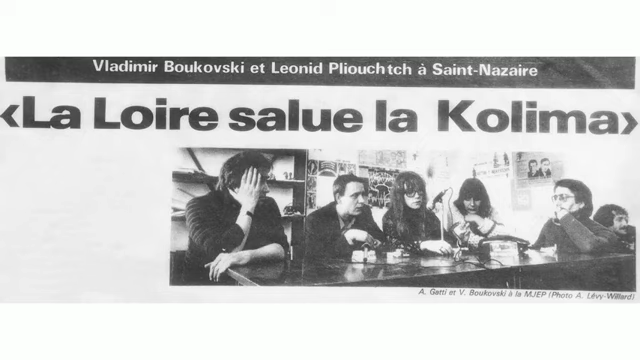 Vladimir Boukovski et Leonid Pliouchtch à Saint-Nazaire
«La Loire salue la Kolima»
A. Gatti et V. Boukovski à la MJEP (Photo A. Lévy-Willard)